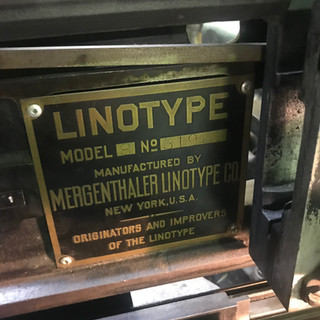 LINOTYPE
MODEL Nº
MANUFACTURED BY
MERGENTHALER LINOTYPE CO.
NEW YORK, U.S.A.
ORIGINATORS AND IMPROVERS
OF THE LINOTYPE